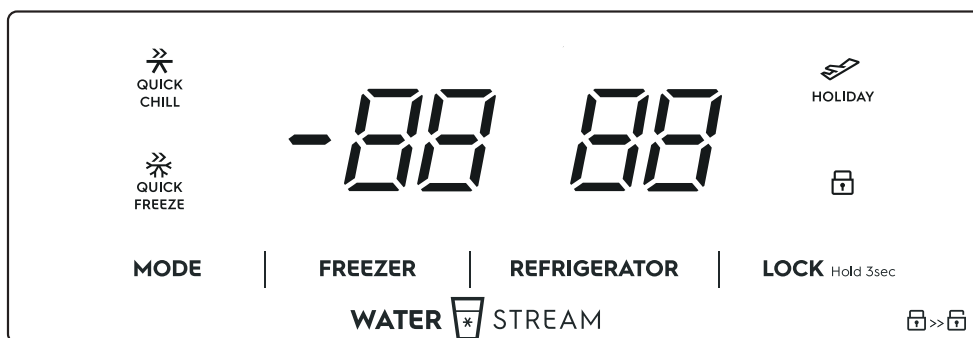 QUICK
CHILL
-88 88
HOLIDAY
QUICK
FREEZE
MODE FREEZER REFRIGERATOR LOCK Hold 3sec
WATER STREAM
>>